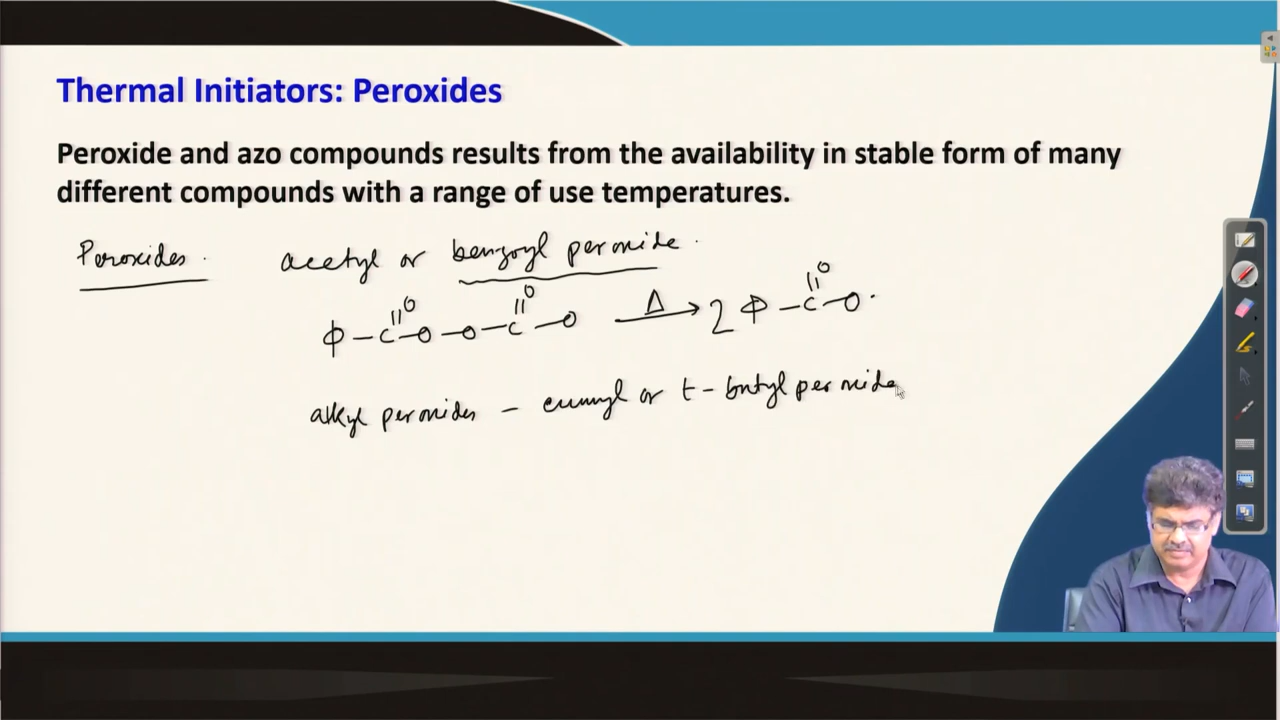 Thermal Initiators: Peroxides
Peroxide and azo compounds results from the availability in stable form of many
different compounds with a range of use temperatures.
Peroxides. acetyl or benzoyl peroxide.
Φ-C(=O)-O-O-C(=O)-O →Δ 2 Φ-C(=O)-O·
alkyl peroxides - cumyl or t-butyl peroxide